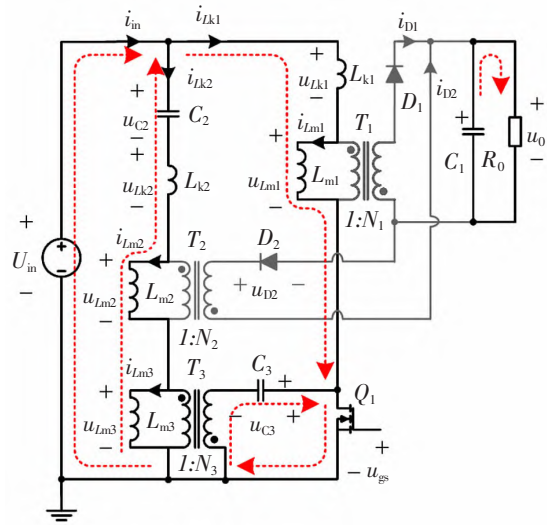 i_in i_Lk1 i_D1
i_Lk2 + u_Lk1 − L_k1 D_1 i_D2
+ u_C2 − C_2 i_Lm1 T_1 + C_1 R_0 + u_0 −
+ u_Lk2 − L_k2 + u_Lm1 − L_m1
1:N_1
i_Lm2 T_2 D_2
+ U_in − + − + u_Lm2 − L_m2 + u_D2 −
1:N_2
i_Lm3 T_3 C_3 + Q_1
+ u_Lm3 − L_m3 − u_C3 +
1:N_3 − u_gs